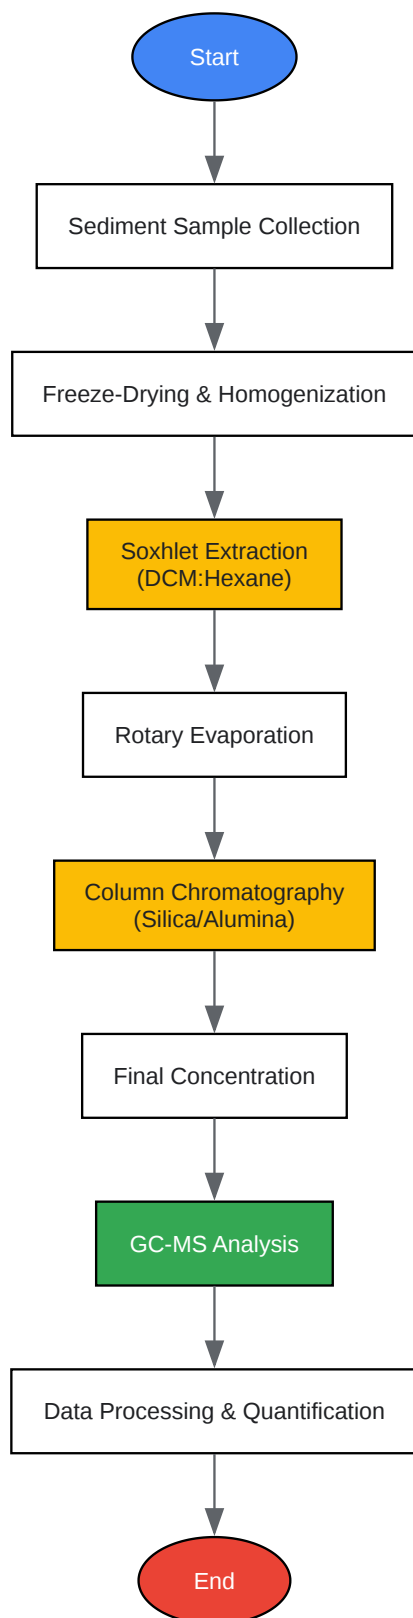 Start
Sediment Sample Collection
Freeze-Drying & Homogenization
Soxhlet Extraction
(DCM:Hexane)
Rotary Evaporation
Column Chromatography
(Silica/Alumina)
Final Concentration
GC-MS Analysis
Data Processing & Quantification
End